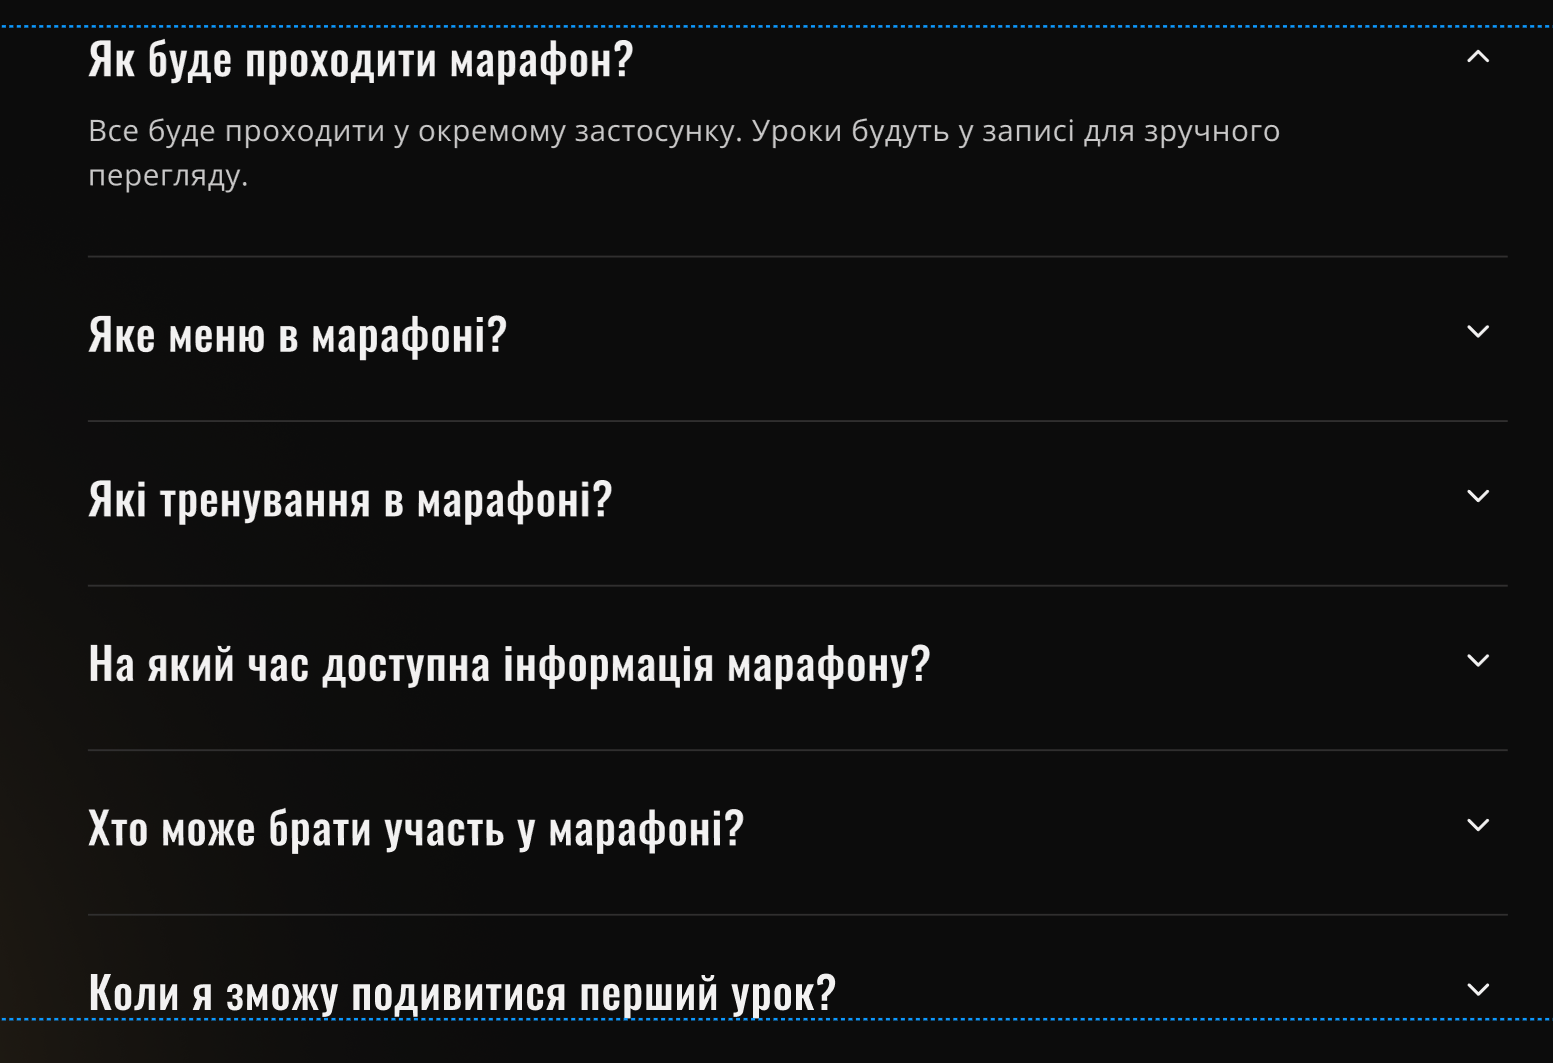 Як буде проходити марафон?
Все буде проходити у окремому застосунку. Уроки будуть у записі для зручного
перегляду.
Яке меню в марафоні?
Які тренування в марафоні?
На який час доступна інформація марафону?
Хто може брати участь у марафоні?
Коли я зможу подивитися перший урок?